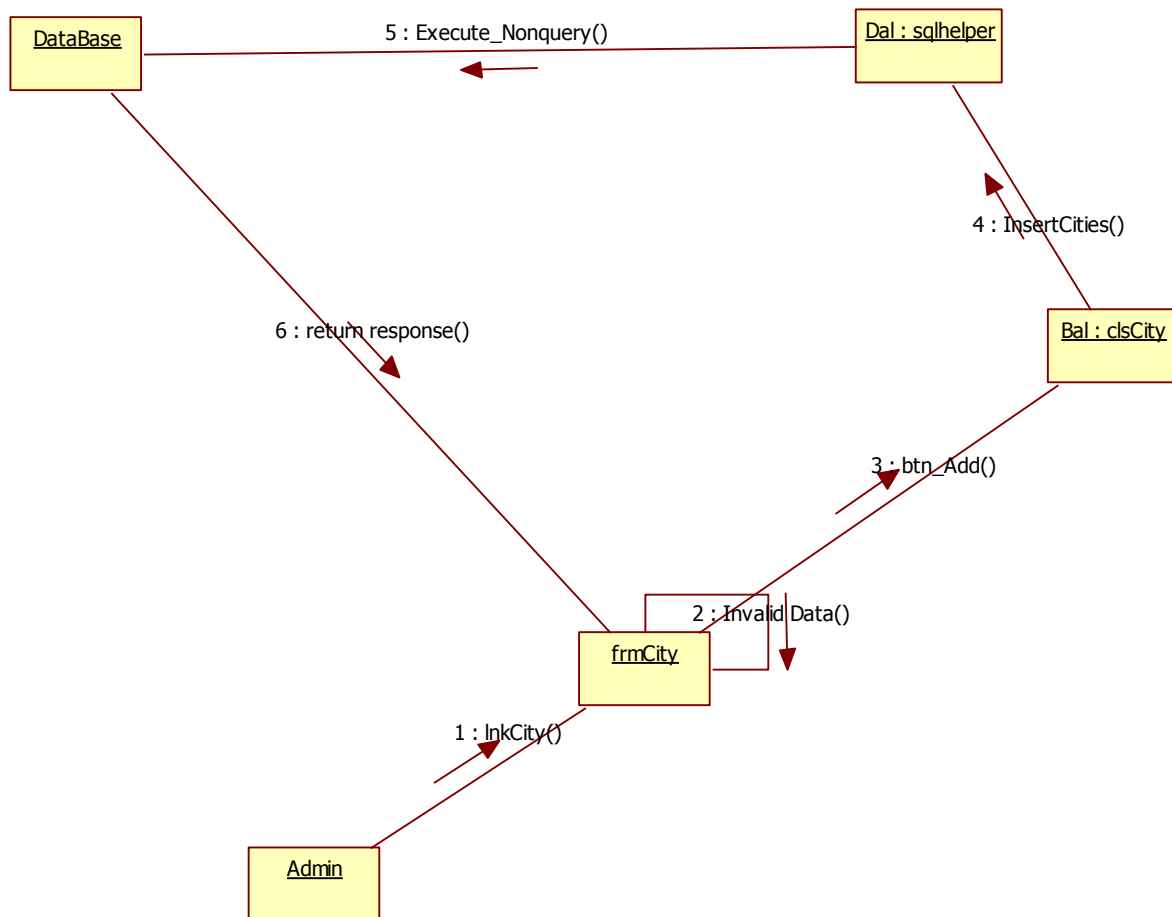 DataBase
5 : Execute_Nonquery()
Dal : sqlhelper
4 : InsertCities()
6 : return response()
Bal : clsCity
3 : btn_Add()
2 : Invalid Data()
frmCity
1 : lnkCity()
Admin